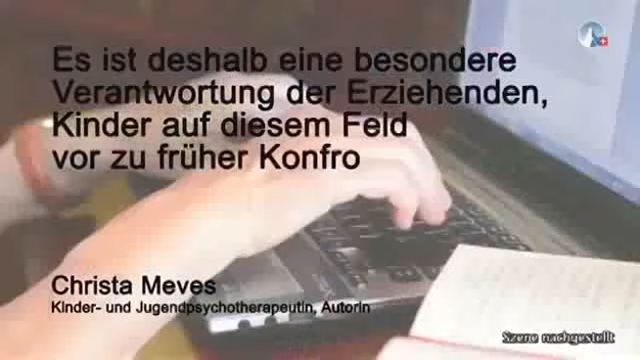 Es ist deshalb eine besondere
Verantwortung der Erziehenden,
Kinder auf diesem Feld
vor zu früher Konfro
Christa Meves
Kinder- und Jugendpsychotherapeutin, Autorin
Szene nachgestellt